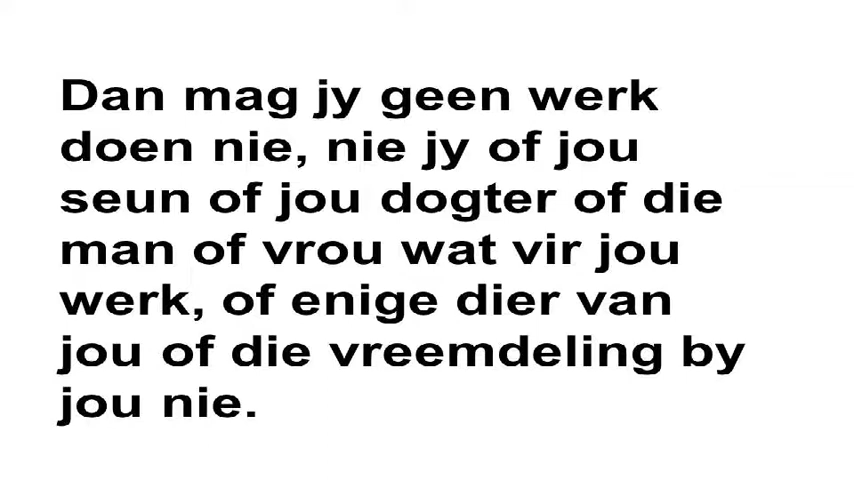 Dan mag jy geen werk
doen nie, nie jy of jou
seun of jou dogter of die
man of vrou wat vir jou
werk, of enige dier van
jou of die vreemdeling by
jou nie.